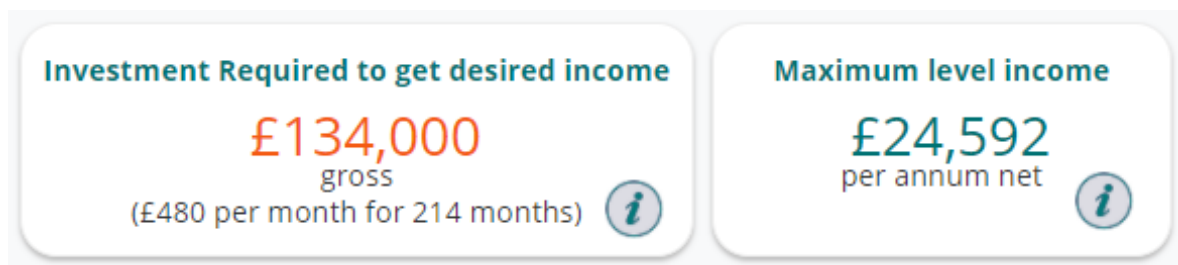 Investment Required to get desired income
£134,000
gross
(£480 per month for 214 months)
i
Maximum level income
£24,592
per annum net
i